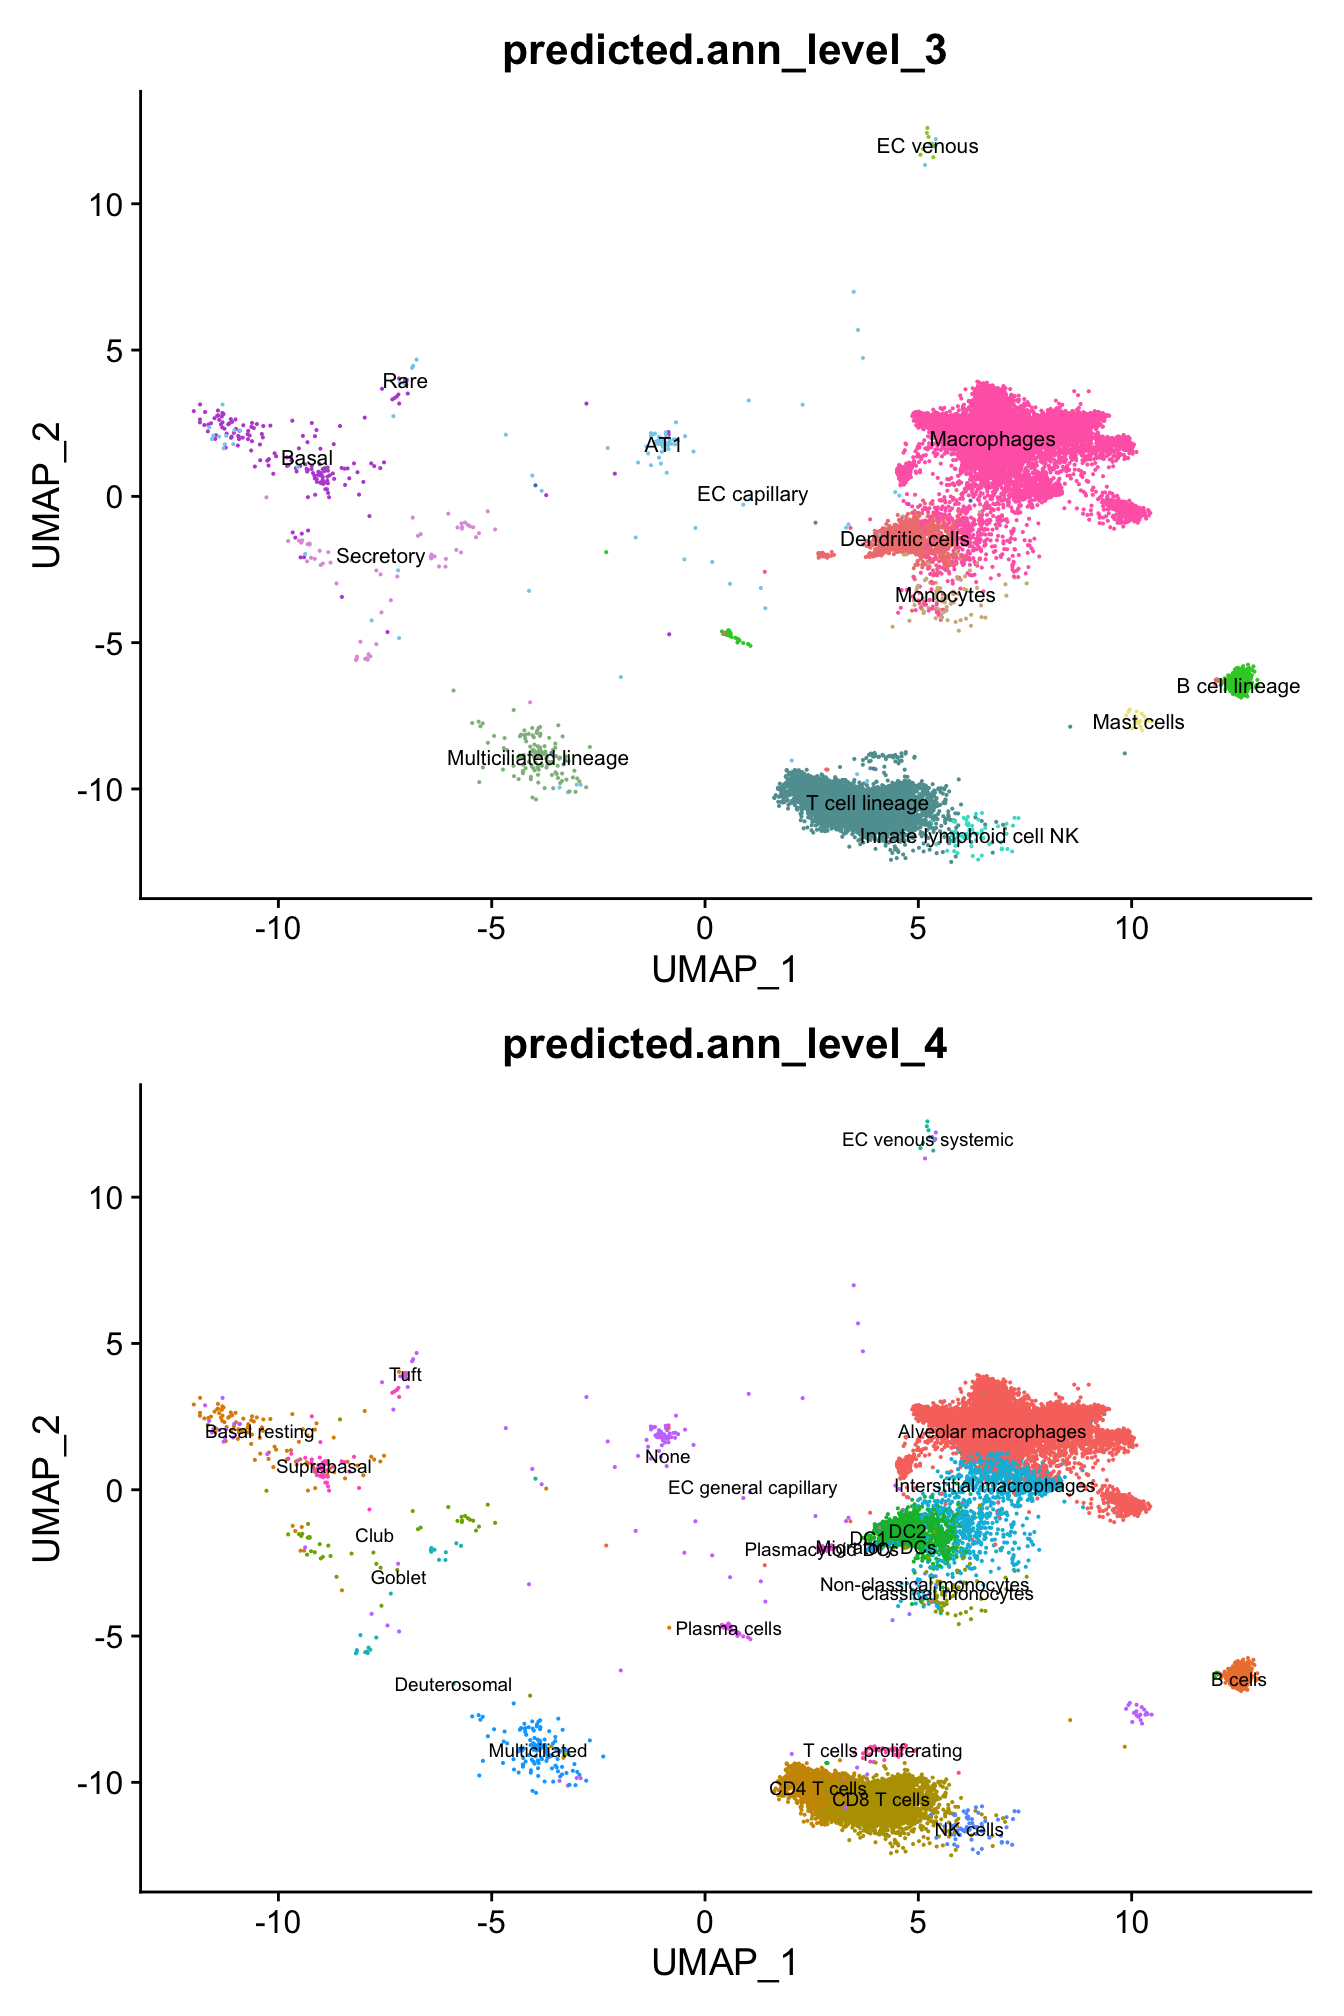 predicted.ann_level_3
EC venous
10
5
Rare
Macrophages
AT1
Basal
UMAP_2
EC capillary
0
Dendritic cells
Secretory
Monocytes
-5
B cell lineage
Mast cells
Multiciliated lineage
-10
T cell lineage
Innate lymphoid cell NK
-10 -5 0 5 10
UMAP_1
predicted.ann_level_4
EC venous systemic
10
5
Tuft
Basal resting
Alveolar macrophages
None
Suprabasal
UMAP_2
EC general capillary
Interstitial macrophages
0
Club
DC1
DC2
Plasmacytoid DCs
Migratory DCs
Goblet
Non-classical monocytes
Classical monocytes
Plasma cells
-5
B cells
Deuterosomal
Multiciliated
T cells proliferating
-10
CD4 T cells
CD8 T cells
NK cells
-10 -5 0 5 10
UMAP_1